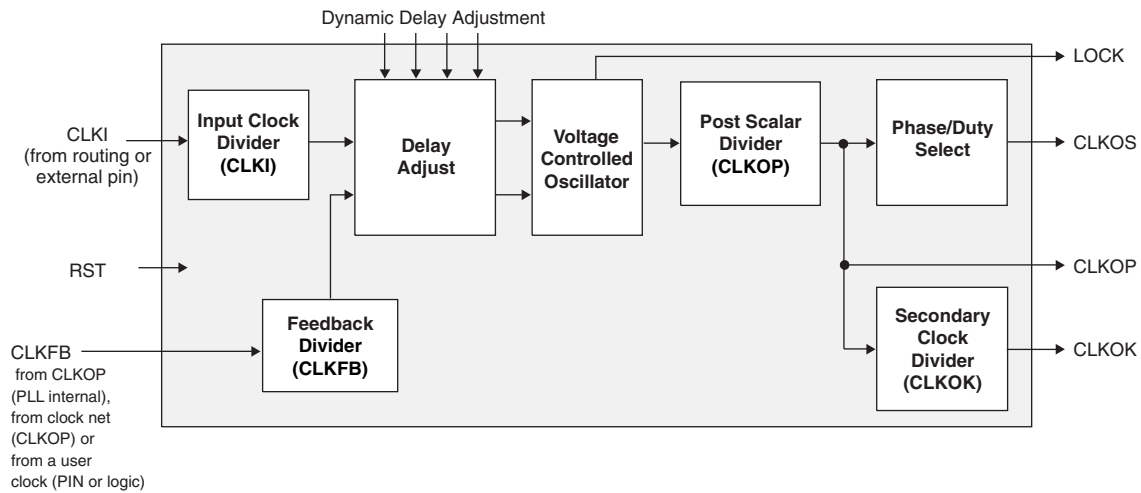 Dynamic Delay Adjustment
LOCK
CLKI
(from routing or
external pin)
Input Clock
Divider
(CLKI)
Delay
Adjust
Voltage
Controlled
Oscillator
Post Scalar
Divider
(CLKOP)
Phase/Duty
Select
CLKOS
RST
CLKOP
CLKFB
from CLKOP
(PLL internal),
from clock net
(CLKOP) or
from a user
clock (PIN or logic)
Feedback
Divider
(CLKFB)
Secondary
Clock
Divider
(CLKOK)
CLKOK